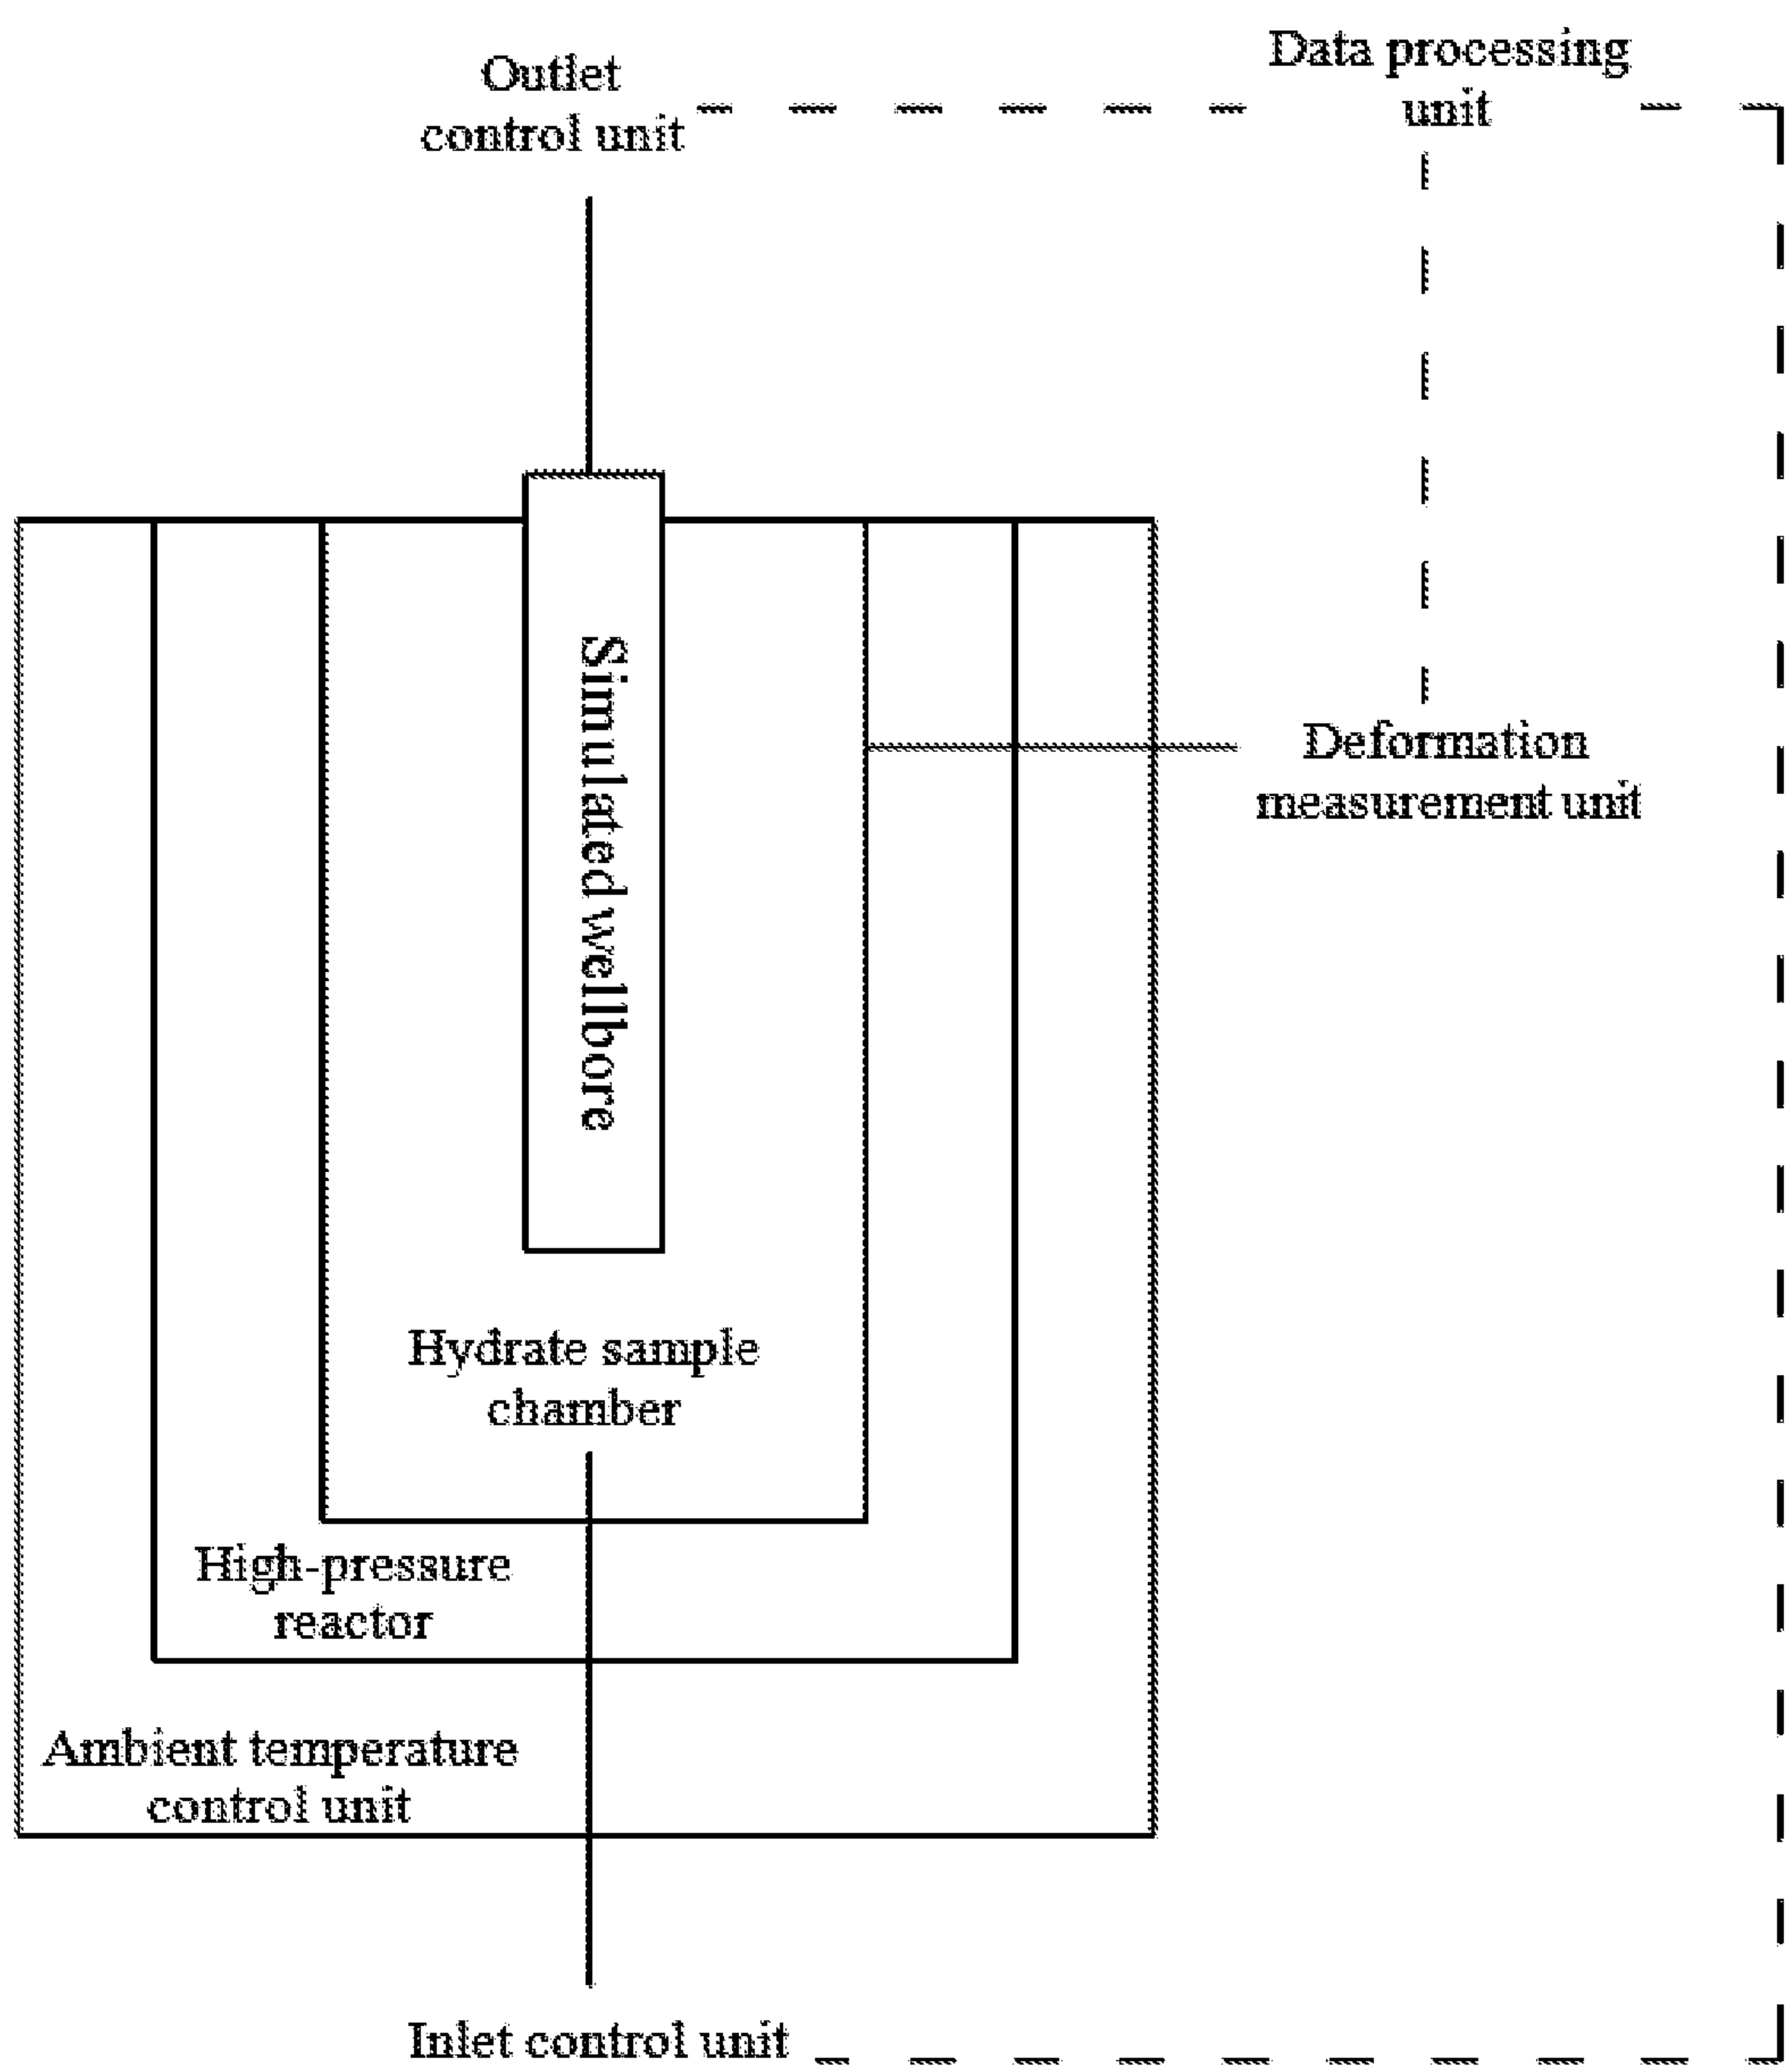 Outlet
control unit
Data processing
unit
Simulated wellbore
Deformation
measurement unit
Hydrate sample
chamber
High-pressure
reactor
Ambient temperature
control unit
Inlet control unit